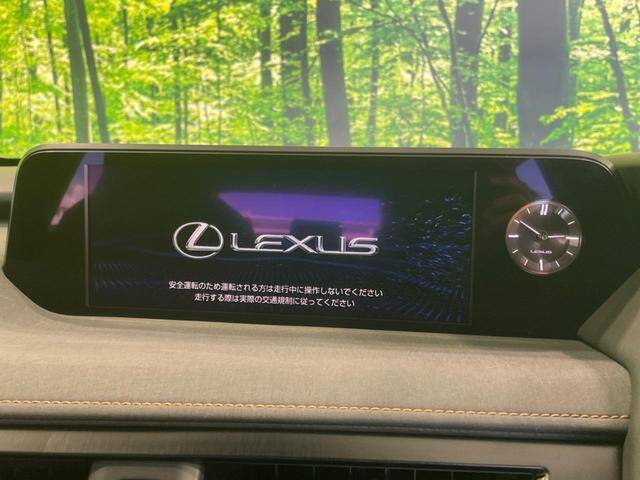 LEXUS
安全運転のため運転される方は走行中に操作しないでください
走行する際は実際の交通規制に従ってください
LEXUS